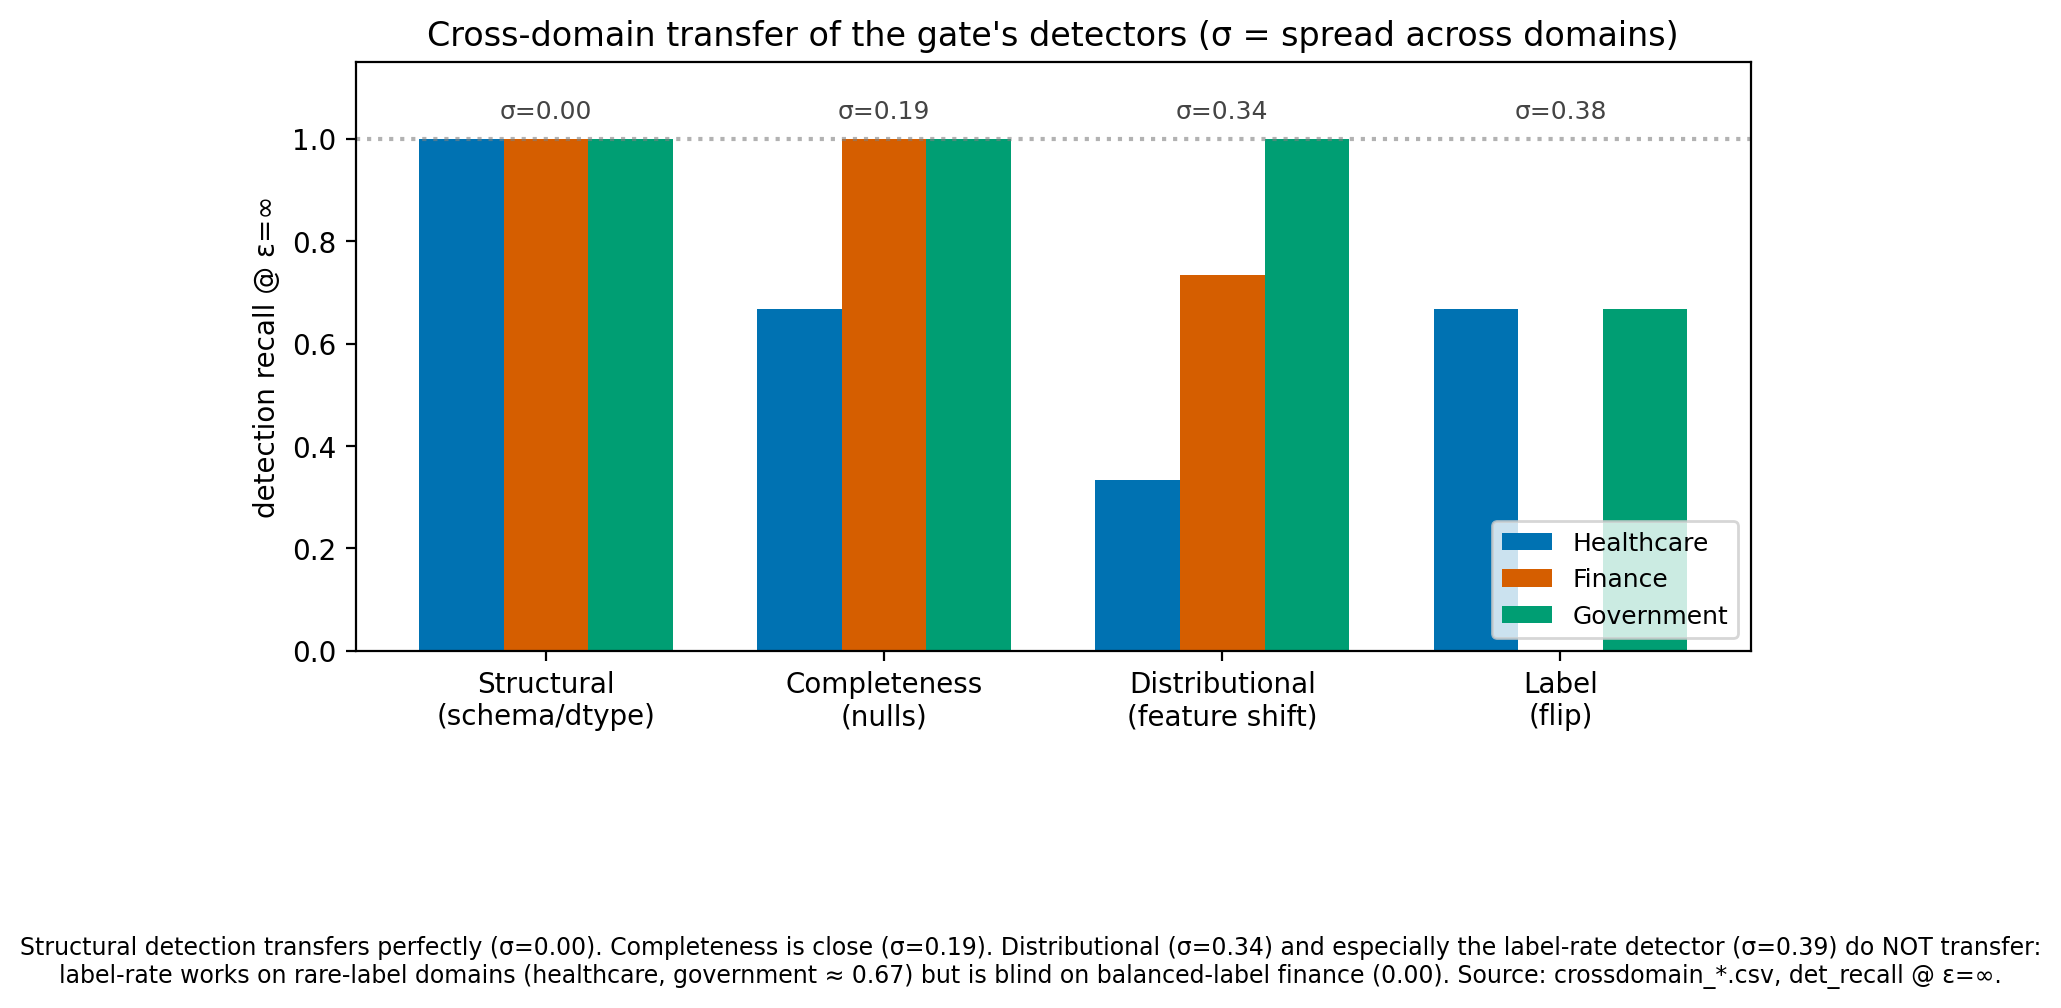 Cross-domain transfer of the gate's detectors (σ = spread across domains)
σ=0.00
σ=0.19
σ=0.34
σ=0.38
detection recall @ ε=∞
1.0
0.8
0.6
0.4
0.2
0.0
Healthcare
Finance
Government
Structural
(schema/dtype)
Completeness
(nulls)
Distributional
(feature shift)
Label
(flip)
Structural detection transfers perfectly (σ=0.00). Completeness is close (σ=0.19). Distributional (σ=0.34) and especially the label-rate detector (σ=0.39) do NOT transfer:
label-rate works on rare-label domains (healthcare, government ≈ 0.67) but is blind on balanced-label finance (0.00). Source: crossdomain_*.csv, det_recall @ ε=∞.